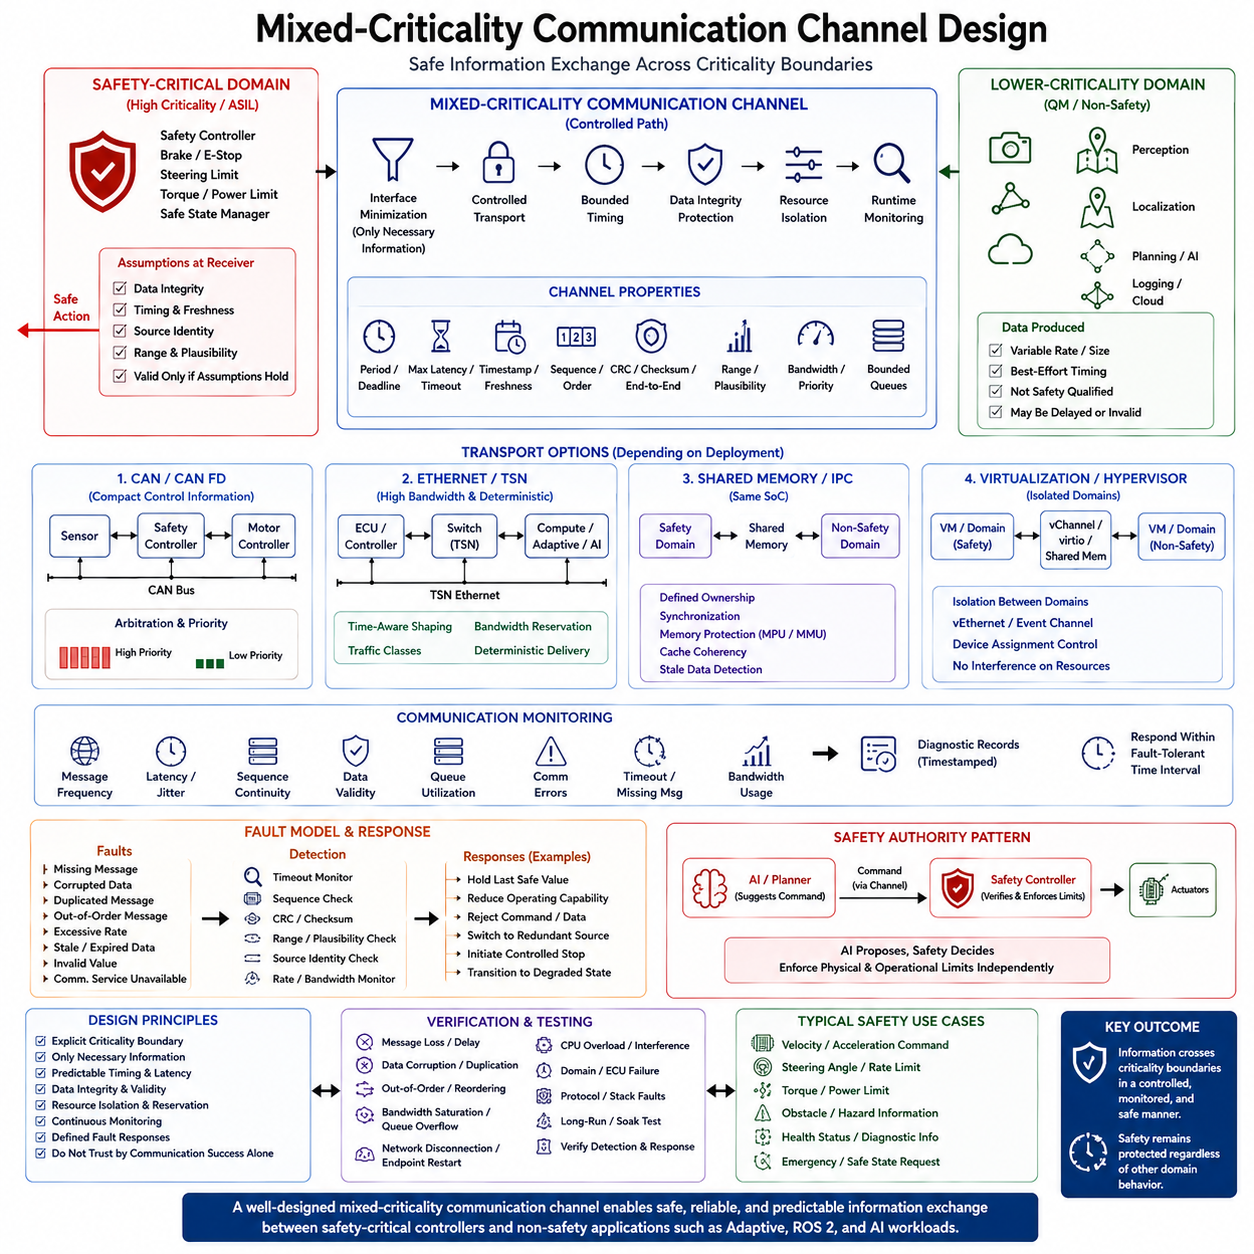 Mixed-Criticality Communication Channel Design
Safe Information Exchange Across Criticality Boundaries
SAFETY-CRITICAL DOMAIN
(High Criticality / ASIL)
Safety Controller
Brake / E-Stop
Steering Limit
Torque / Power Limit
Safe State Manager
Assumptions at Receiver
Data Integrity
Timing & Freshness
Source Identity
Range & Plausibility
Valid Only if Assumptions Hold
Safe
Action
MIXED-CRITICALITY COMMUNICATION CHANNEL
(Controlled Path)
Interface
Minimization
(Only Necessary
Information)
Controlled
Transport
Bounded
Timing
Data Integrity
Protection
Resource
Isolation
Runtime
Monitoring
CHANNEL PROPERTIES
Period /
Deadline
Max Latency /
Timeout
Timestamp /
Freshness
1 2 3
Sequence /
Order
CRC / Checksum /
End-to-End
Range /
Plausibility
Bandwidth /
Priority
Bounded
Queues
LOWER-CRITICALITY DOMAIN
(QM / Non-Safety)
Perception
Localization
Planning / AI
Logging /
Cloud
Data Produced
Variable Rate / Size
Best-Effort Timing
Not Safety Qualified
May Be Delayed or Invalid
TRANSPORT OPTIONS (Depending on Deployment)
1. CAN / CAN FD
(Compact Control Information)
Sensor
Safety
Controller
Motor
Controller
CAN Bus
Arbitration & Priority
High Priority
Low Priority
2. ETHERNET / TSN
(High Bandwidth & Deterministic)
ECU /
Controller
Switch
(TSN)
Compute /
Adaptive / AI
TSN Ethernet
Time-Aware Shaping
Bandwidth Reservation
Traffic Classes
Deterministic Delivery
3. SHARED MEMORY / IPC
(Same SoC)
Safety
Domain
Shared
Memory
Non-Safety
Domain
Defined Ownership
Synchronization
Memory Protection (MPU / MMU)
Cache Coherency
Stale Data Detection
4. VIRTUALIZATION / HYPERVISOR
(Isolated Domains)
VM / Domain
(Safety)
vChannel /
virtio /
Shared Mem
VM / Domain
(Non-Safety)
Isolation Between Domains
vEthernet / Event Channel
Device Assignment Control
No Interference on Resources
COMMUNICATION MONITORING
Message
Frequency
Latency /
Jitter
Sequence
Continuity
Data
Validity
Queue
Utilization
Comm
Errors
Timeout /
Missing Msg
Bandwidth
Usage
Diagnostic Records
(Timestamped)
Respond Within
Fault-Tolerant
Time Interval
FAULT MODEL & RESPONSE
Faults
Missing Message
Corrupted Data
Duplicated Message
Out-of-Order Message
Excessive Rate
Stale / Expired Data
Invalid Value
Comm. Service Unavailable
Detection
Timeout Monitor
Sequence Check
CRC / Checksum
Range / Plausibility Check
Source Identity Check
Rate / Bandwidth Monitor
Responses (Examples)
Hold Last Safe Value
Reduce Operating Capability
Reject Command / Data
Switch to Redundant Source
Initiate Controlled Stop
Transition to Degraded State
SAFETY AUTHORITY PATTERN
AI / Planner
(Suggests Command)
Command
(via Channel)
Safety Controller
(Verifies & Enforces Limits)
Actuators
AI Proposes, Safety Decides
Enforce Physical & Operational Limits Independently
DESIGN PRINCIPLES
Explicit Criticality Boundary
Only Necessary Information
Predictable Timing & Latency
Data Integrity & Validity
Resource Isolation & Reservation
Continuous Monitoring
Defined Fault Responses
Do Not Trust by Communication Success Alone
VERIFICATION & TESTING
Message Loss / Delay
Data Corruption / Duplication
Out-of-Order / Reordering
Bandwidth Saturation /
Queue Overflow
Network Disconnection /
Endpoint Restart
CPU Overload / Interference
Domain / ECU Failure
Protocol / Stack Faults
Long-Run / Soak Test
Verify Detection & Response
TYPICAL SAFETY USE CASES
Velocity / Acceleration Command
Steering Angle / Rate Limit
Torque / Power Limit
Obstacle / Hazard Information
Health Status / Diagnostic Info
Emergency / Safe State Request
KEY OUTCOME
Information crosses
criticality boundaries
in a controlled,
monitored, and
safe manner.
Safety remains
protected regardless
of other domain
behavior.
A well-designed mixed-criticality communication channel enables safe, reliable, and predictable information exchange
between safety-critical controllers and non-safety applications such as Adaptive, ROS 2, and AI workloads.